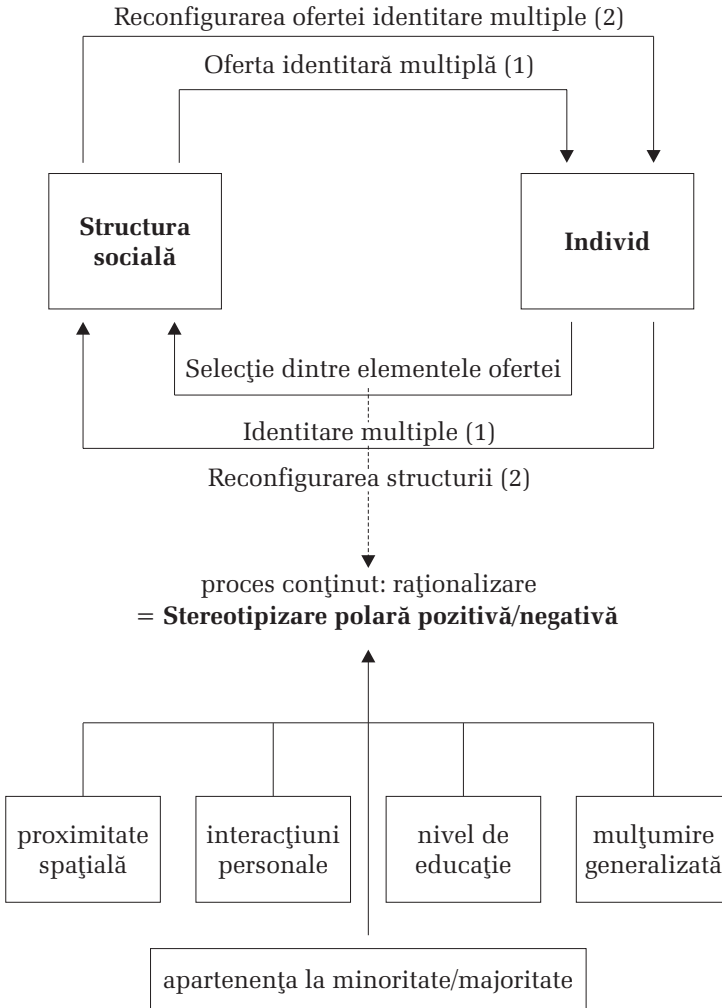 Reconfigurarea ofertei identitare multiple (2)
Oferta identitară multiplă (1)
Structura
socială
Individ
Selecţie dintre elementele ofertei
Identitare multiple (1)
Reconfigurarea structurii (2)
proces conţinut: raţionalizare
= Stereotipizare polară pozitivă/negativă
proximitate
spaţială
interacţiuni
personale
nivel de
educaţie
mulţumire
generalizată
apartenenţa la minoritate/majoritate